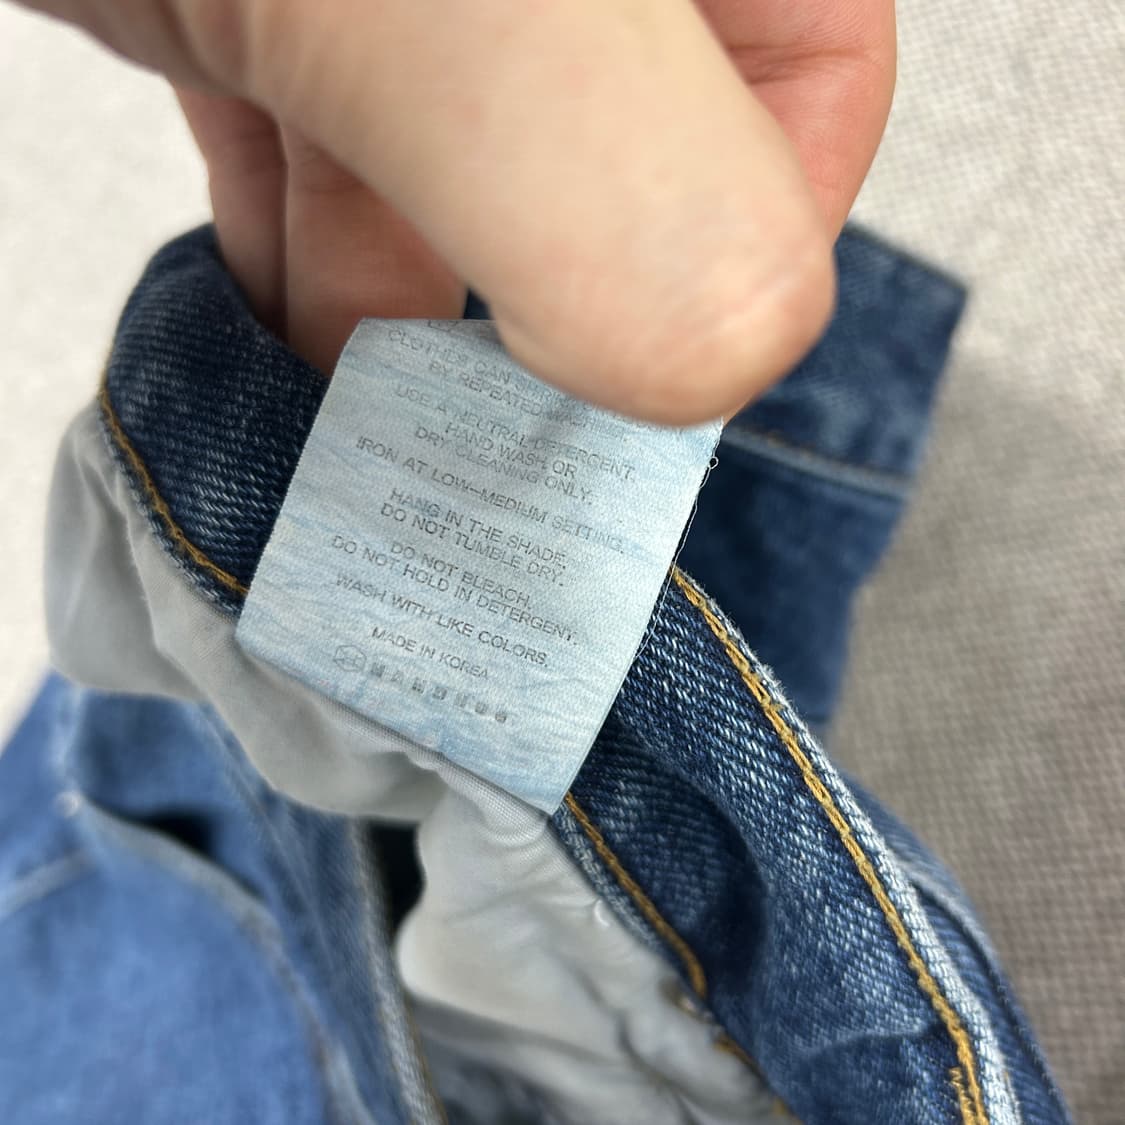 CLOTHES CAN
BY REPEATED
USE A NEUTRAL DETERGENT.
HAND WASH OR
DRY CLEANING ONLY.
IRON AT LOW-MEDIUM SETTING.
HANG IN THE SHADE.
DO NOT TUMBLE DRY.
DO NOT BLEACH.
DO NOT HOLD IN DETERGENT.
WASH WITH LIKE COLORS.
MADE IN KOREA